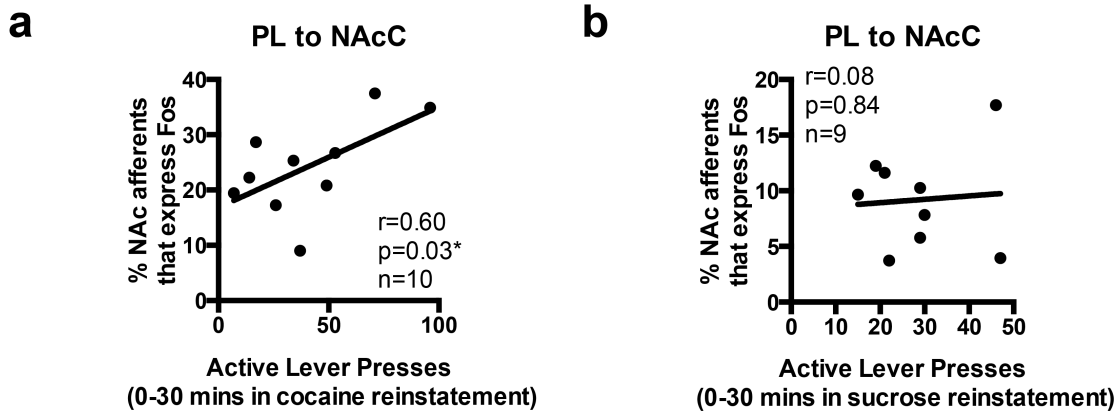 a
PL to NAcC
% NAc afferents
that express Fos
40
30
20
10
0
r=0.60
p=0.03*
n=10
0
50
100
Active Lever Presses
(0-30 mins in cocaine reinstatement)
b
PL to NAcC
% NAc afferents
that express Fos
20
15
10
5
0
r=0.08
p=0.84
n=9
0
10
20
30
40
50
Active Lever Presses
(0-30 mins in sucrose reinstatement)